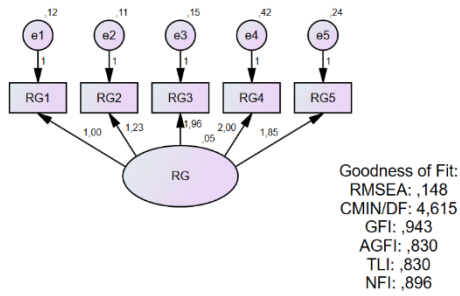 ,12 ,11 ,15 ,42 ,24
e1 e2 e3 e4 e5
1 1 1 1 1
RG1 RG2 RG3 RG4 RG5
1,00 1,23 1,96 2,00 1,85
,05
RG
Goodness of Fit:
RMSEA: ,148
CMIN/DF: 4,615
GFI: ,943
AGFI: ,830
TLI: ,830
NFI: ,896